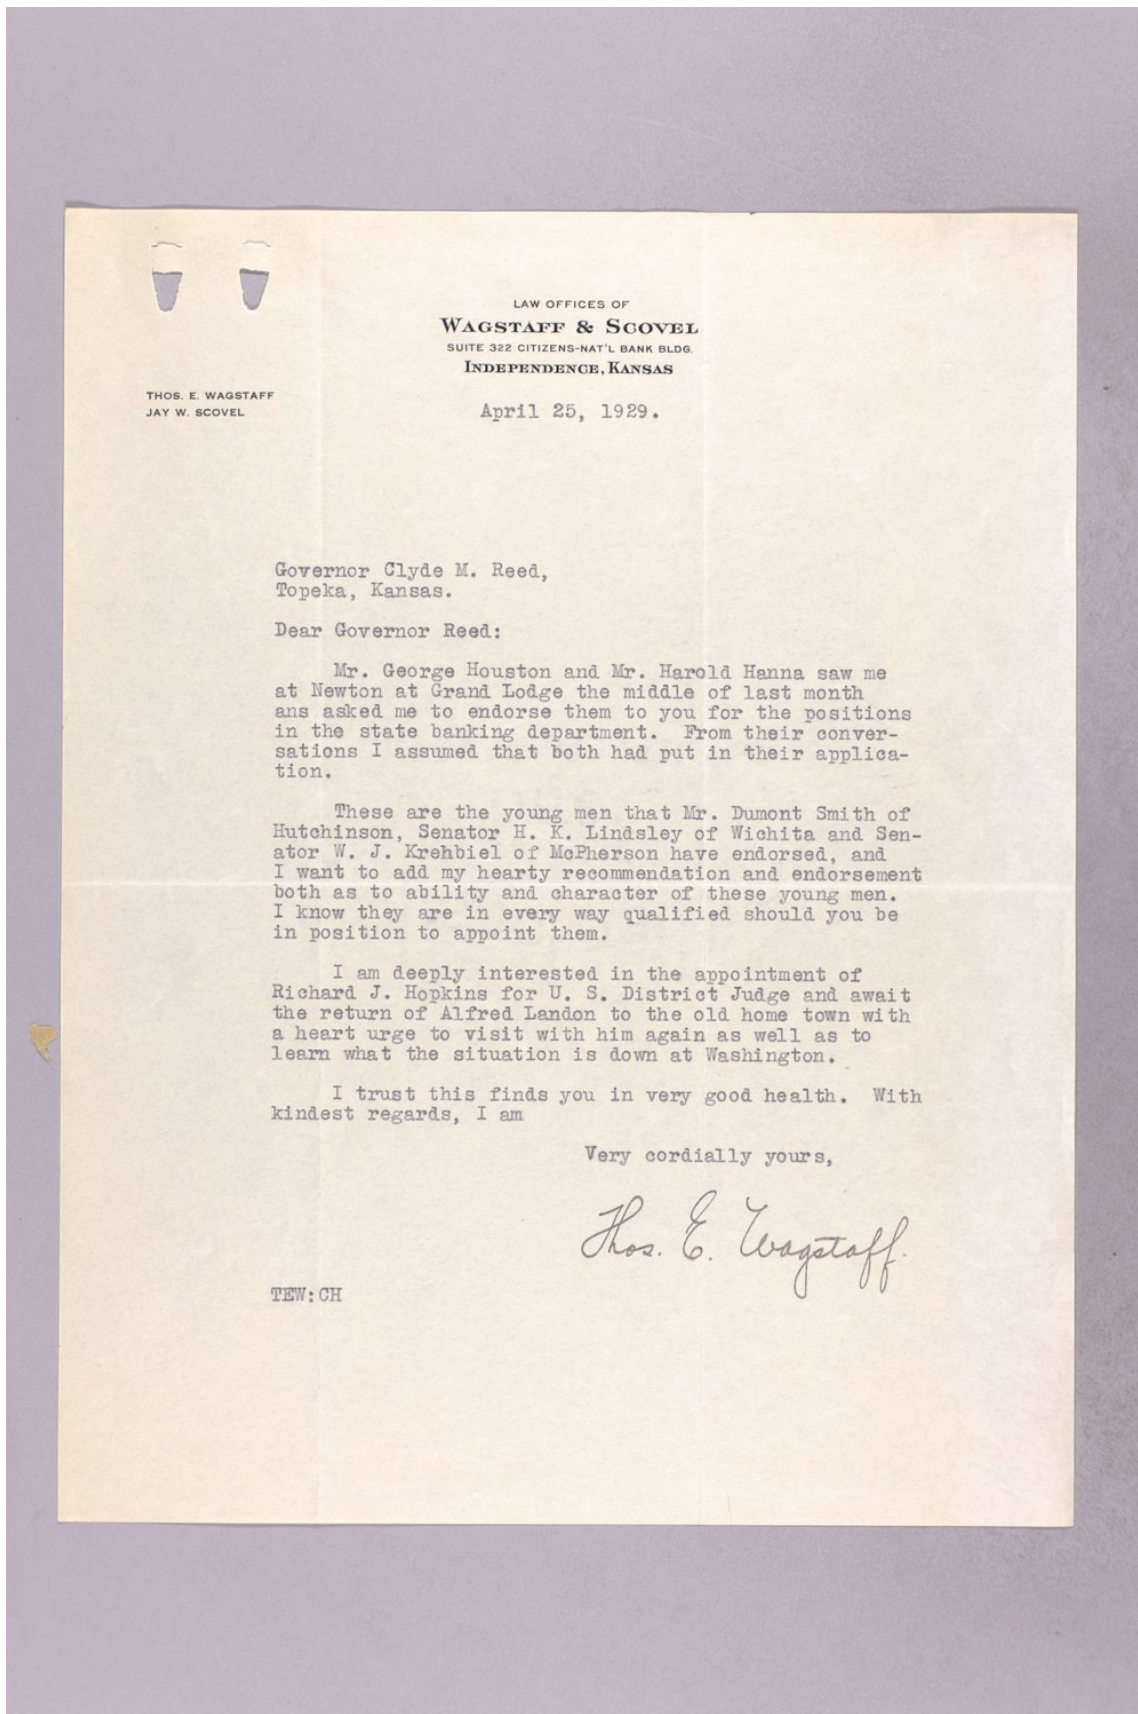 LAW OFFICES OF
WAGSTAFF & SCOVEL
SUITE 322 CITIZENS-NAT'L BANK BLDG.
INDEPENDENCE, KANSAS
THOS. E. WAGSTAFF
JAY W. SCOVEL
April 25, 1929.
Governor Clyde M. Reed,
Topeka, Kansas.
Dear Governor Reed:
Mr. George Houston and Mr. Harold Hanna saw me
at Newton at Grand Lodge the middle of last month
ans asked me to endorse them to you for the positions
in the state banking department. From their conver-
sations I assumed that both had put in their applica-
tion.
These are the young men that Mr. Dumont Smith of
Hutchinson, Senator H. K. Lindsley of Wichita and Sen-
ator W. J. Krehbiel of McPherson have endorsed, and
I want to add my hearty recommendation and endorsement
both as to ability and character of these young men.
I know they are in every way qualified should you be
in position to appoint them.
I am deeply interested in the appointment of
Richard J. Hopkins for U. S. District Judge and await
the return of Alfred Landon to the old home town with
a heart urge to visit with him again as well as to
learn what the situation is down at Washington.
I trust this finds you in very good health. With
kindest regards, I am
Very cordially yours,
Thos. E. Wagstaff.
TEW:CH